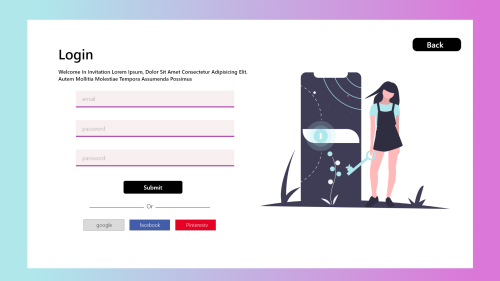 Back
Login
Welcome In Invitation Lorem Ipsum, Dolor Sit Amet Consectetur Adipisicing Elit.
Autem Mollitia Molestiae Tempora Assumenda Possimus
email
password
password
Submit
Or
google
facebook
Pinterest